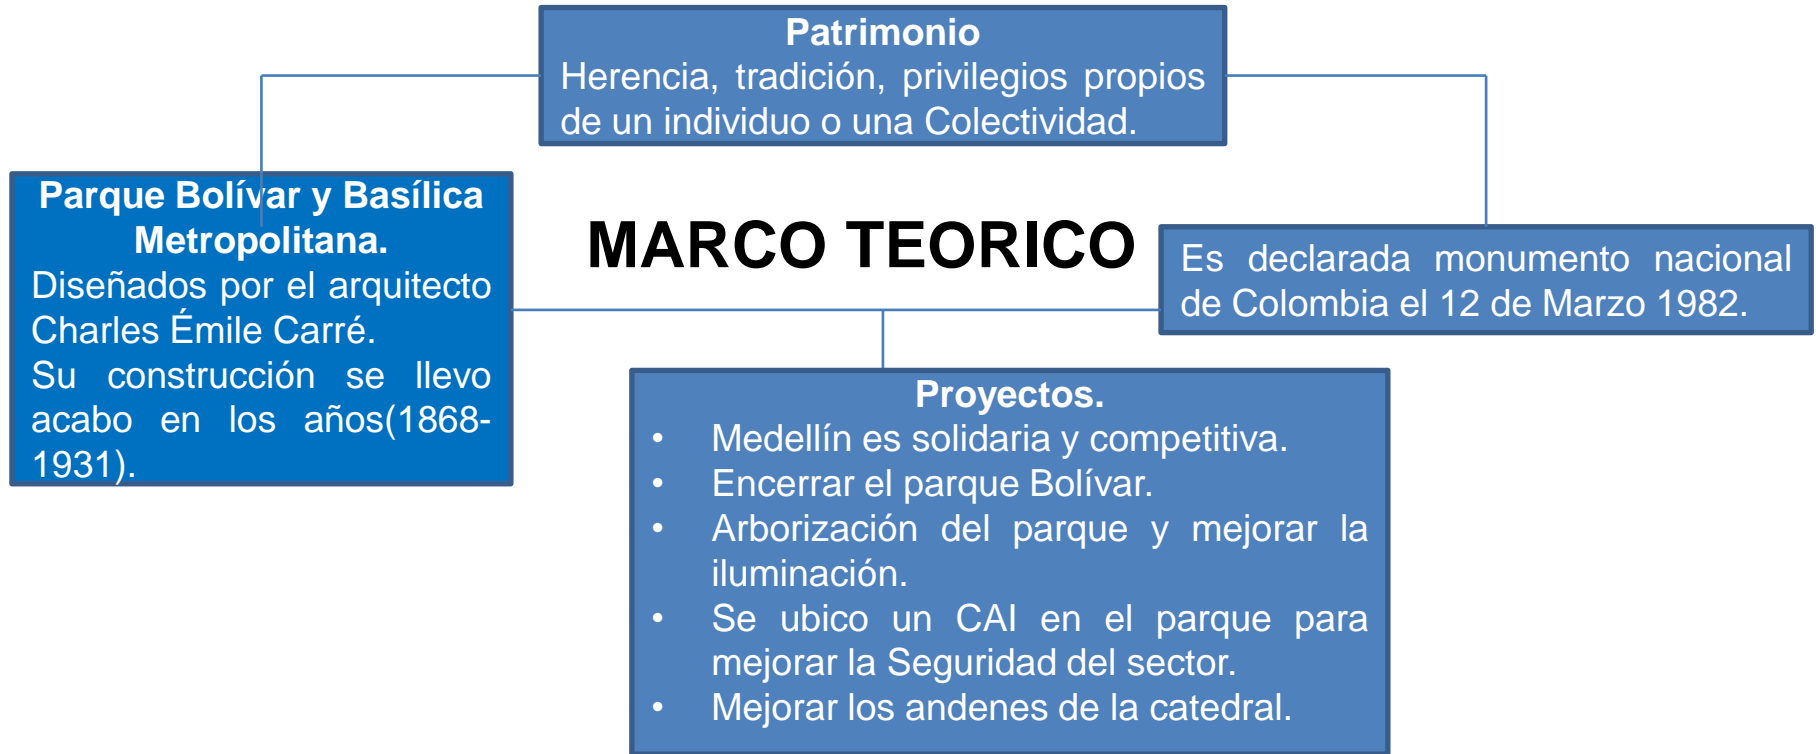 Patrimonio
Herencia, tradición, privilegios propios
de un individuo o una Colectividad.
Parque Bolívar y Basílica
Metropolitana.
Diseñados por el arquitecto
Charles Émile Carré.
Su construcción se llevo
acabo en los años(1868-
1931).
MARCO TEORICO
Es declarada monumento nacional
de Colombia el 12 de Marzo 1982.
Proyectos.
• Medellín es solidaria y competitiva.
• Encerrar el parque Bolívar.
• Arborización del parque y mejorar la
iluminación.
• Se ubico un CAI en el parque para
mejorar la Seguridad del sector.
• Mejorar los andenes de la catedral.